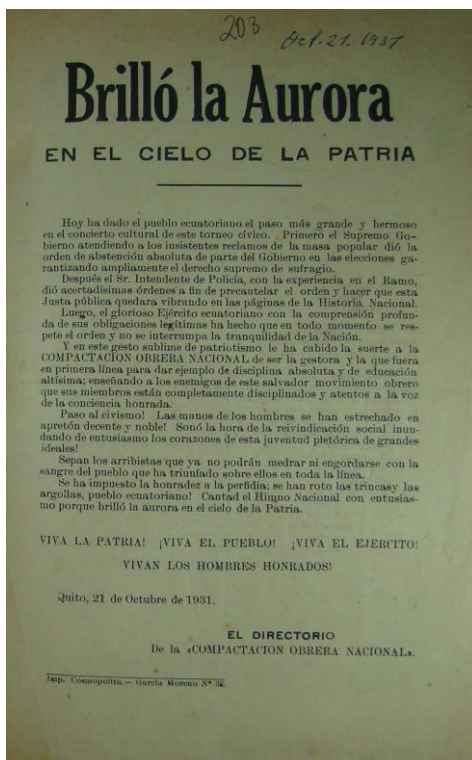 203
Oct. 21. 1931
Brilló la Aurora
EN EL CIELO DE LA PATRIA
Hoy ha dado el pueblo ecuatoriano el paso más grande y hermoso
en el concierto cultural de este torneo cívico. Primero el Supremo Go-
bierno atendiendo a los insistentes reclamos de la masa popular dió la
orden de abstención absoluta de parte del Gobierno en las elecciones ga-
rantizando ampliamente el derecho supremo de sufragio.
Después el Sr. Intendente de Policía, con la experiencia en el Ramo,
dió acertadísimas órdenes a fin de precautelar el orden y hacer que esta
Justa pública quedara vibrando en las páginas de la Historia Nacional.
Luego, el glorioso Ejército ecuatoriano con la comprensión profun-
da de sus obligaciones legítimas ha hecho que en todo momento se res-
pete el orden y no se interrumpa la tranquilidad de la Nación.
Y en este gesto sublime de patriotismo le ha cabido la suerte a la
COMPACTACION OBRERA NACIONAL de ser la gestora y la que fuera
en primera línea para dar ejemplo de disciplina absoluta y de educación
altísima; enseñando a los enemigos de este salvador movimiento obrero
que sus miembros están completamente disciplinados y atentos a la voz
de la conciencia honrada.
Paso al civismo! Las manos de los hombres se han estrechado en
apretón decente y noble! Sonó la hora de la reivindicación social inun-
dando de entusiasmo los corazones de esta juventud pletórica de grandes
ideales!
Sepan los arribistas que ya no podrán medrar ni engordarse con la
sangre del pueblo que ha triunfado sobre ellos en toda la línea.
Se ha impuesto la honradez a la perfidia; se han roto las trincas y las
argollas, pueblo ecuatoriano! Cantad el Himno Nacional con entusias-
mo porque brilló la aurora en el cielo de la Patria.
VIVA LA PATRIA! ¡VIVA EL PUEBLO! ¡VIVA EL EJERCITO!
VIVAN LOS HOMBRES HONRADOS!
Quito, 21 de Octubre de 1931.
EL DIRECTORIO
De la «COMPACTACION OBRERA NACIONAL».
Imp. Cosmopolita.— García Moreno Nº